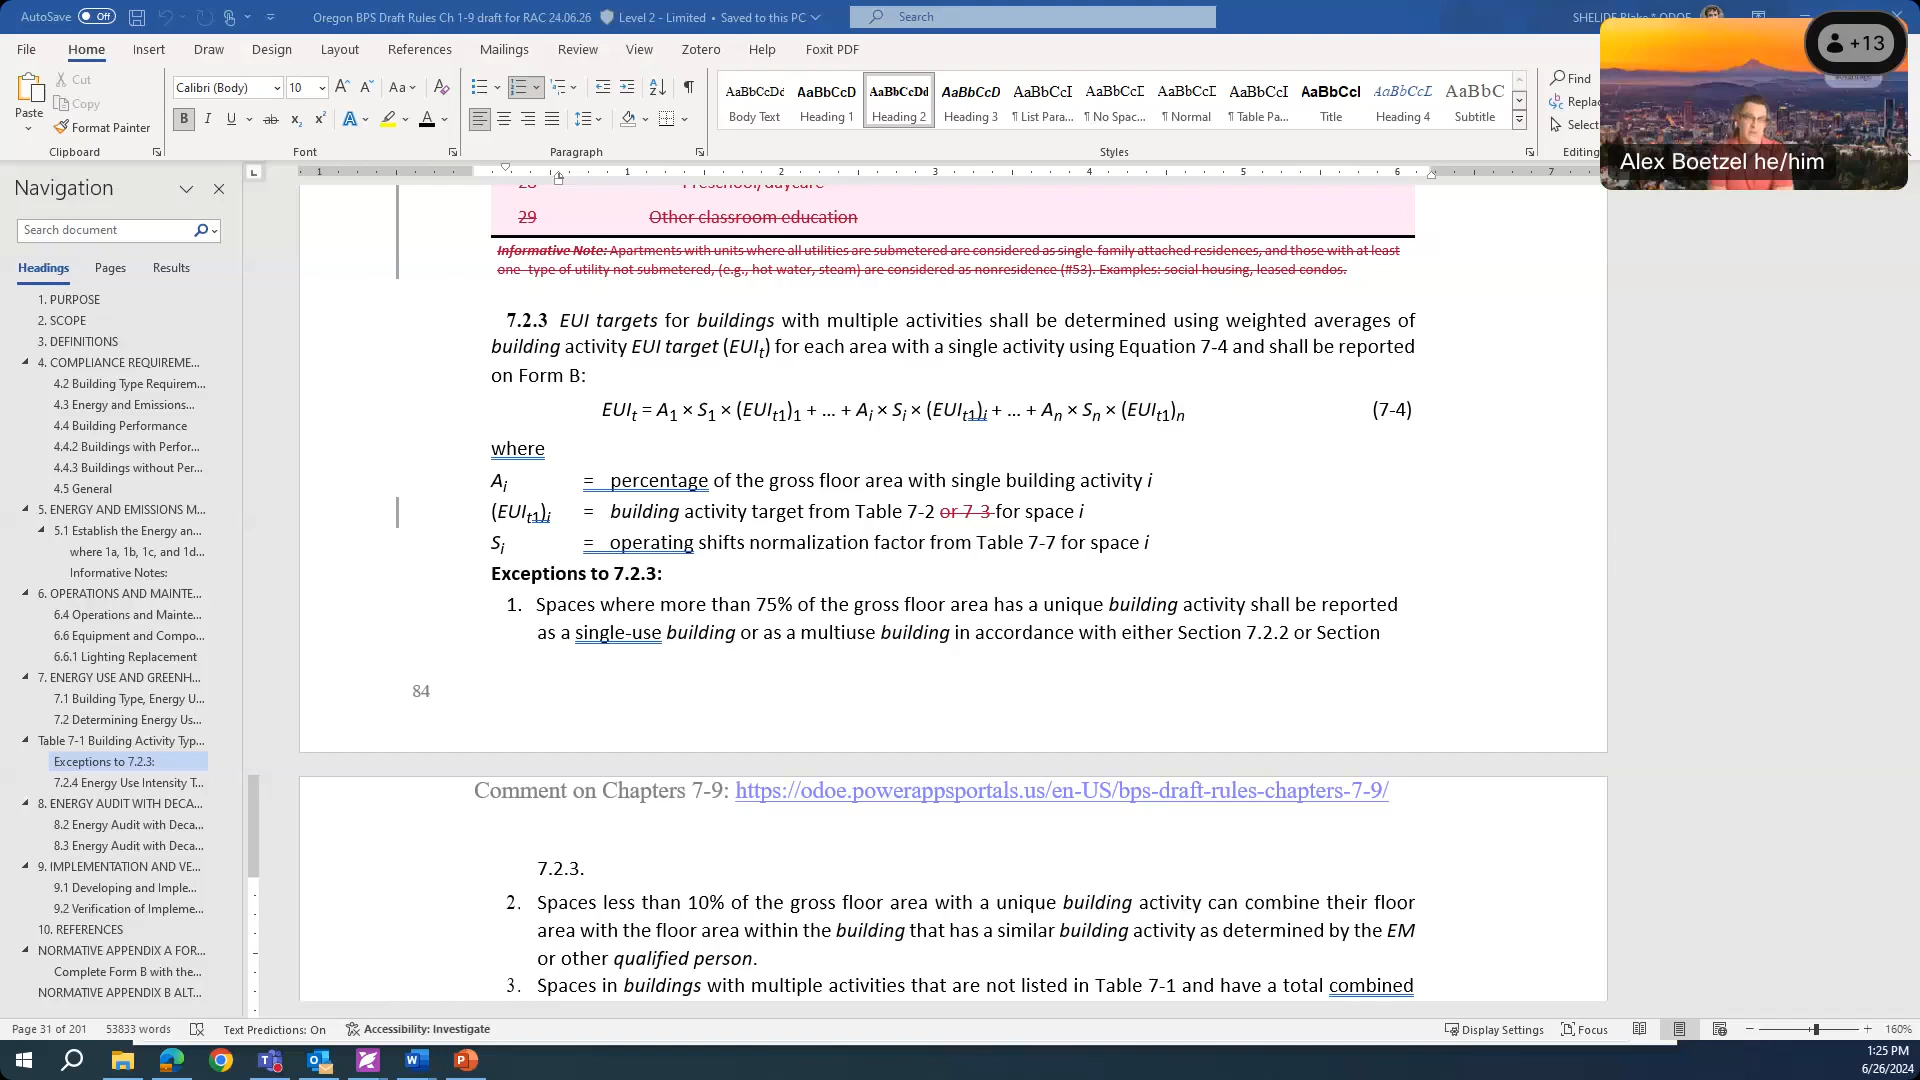 AutoSave Off
Oregon BPS Draft Rules Ch 1-9 draft for RAC 24.06.26
Level 2 - Limited • Saved to this PC
Search
SHELIDE Blake * ODOE
File Home Insert Draw Design Layout References Mailings Review View Zotero Help Foxit PDF
Paste
Cut
Copy
Format Painter
Clipboard
Calibri (Body) 10
Font
Paragraph
AaBbCcDd AaBbCcD AaBbCcDd AaBbCcD AaBbCcI AaBbCcI AaBbCcI AaBbCcI AaBbCcI AaBbCcL AaBbC
Body Text Heading 1 Heading 2 Heading 3 ¶ List Para... ¶ No Spac... ¶ Normal ¶ Table Pa... Title Heading 4 Subtitle
Styles
Find
Replac
Select
Editing
+13
Alex Boetzel he/him
Navigation
Search document
Headings Pages Results
1. PURPOSE
2. SCOPE
3. DEFINITIONS
4. COMPLIANCE REQUIREME...
4.2 Building Type Requirem...
4.3 Energy and Emissions...
4.4 Building Performance
4.4.2 Buildings with Perfor...
4.4.3 Buildings without Per...
4.5 General
5. ENERGY AND EMISSIONS M...
5.1 Establish the Energy an...
where 1a, 1b, 1c, and 1d...
Informative Notes:
6. OPERATIONS AND MAINTE...
6.4 Operations and Mainte...
6.6 Equipment and Compo...
6.6.1 Lighting Replacement
7. ENERGY USE AND GREENH...
7.1 Building Type, Energy U...
7.2 Determining Energy Us...
Table 7-1 Building Activity Typ...
Exceptions to 7.2.3:
7.2.4 Energy Use Intensity T...
8. ENERGY AUDIT WITH DECA...
8.2 Energy Audit with Deca...
8.3 Energy Audit with Deca...
9. IMPLEMENTATION AND VE...
9.1 Developing and Imple...
9.2 Verification of Impleme...
10. REFERENCES
NORMATIVE APPENDIX A FOR...
Complete Form B with the...
NORMATIVE APPENDIX B ALT...
1 1 2 3 4 5 6 7
28 Preschool/daycare
29 Other classroom education
Informative Note: Apartments with units where all utilities are submetered are considered as single-family attached residences, and those with at least
one type of utility not submetered, (e.g., hot water, steam) are considered as nonresidence (#53). Examples: social housing, leased condos.
7.2.3 EUI targets for buildings with multiple activities shall be determined using weighted averages of
building activity EUI target (EUIt) for each area with a single activity using Equation 7-4 and shall be reported
on Form B:
EUIt = A1 × S1 × (EUIt1)1 + ... + Ai × Si × (EUIt1)i + ... + An × Sn × (EUIt1)n (7-4)
where
Ai = percentage of the gross floor area with single building activity i
(EUIt1)i = building activity target from Table 7-2 or 7-3 for space i
Si = operating shifts normalization factor from Table 7-7 for space i
Exceptions to 7.2.3:
1. Spaces where more than 75% of the gross floor area has a unique building activity shall be reported
as a single-use building or as a multiuse building in accordance with either Section 7.2.2 or Section
84
Comment on Chapters 7-9: https://odoe.powerappsportals.us/en-US/bps-draft-rules-chapters-7-9/
7.2.3.
2. Spaces less than 10% of the gross floor area with a unique building activity can combine their floor
area with the floor area within the building that has a similar building activity as determined by the EM
or other qualified person.
3. Spaces in buildings with multiple activities that are not listed in Table 7-1 and have a total combined
Page 31 of 201 53833 words Text Predictions: On Accessibility: Investigate Display Settings Focus 160%
1:25 PM
6/26/2024